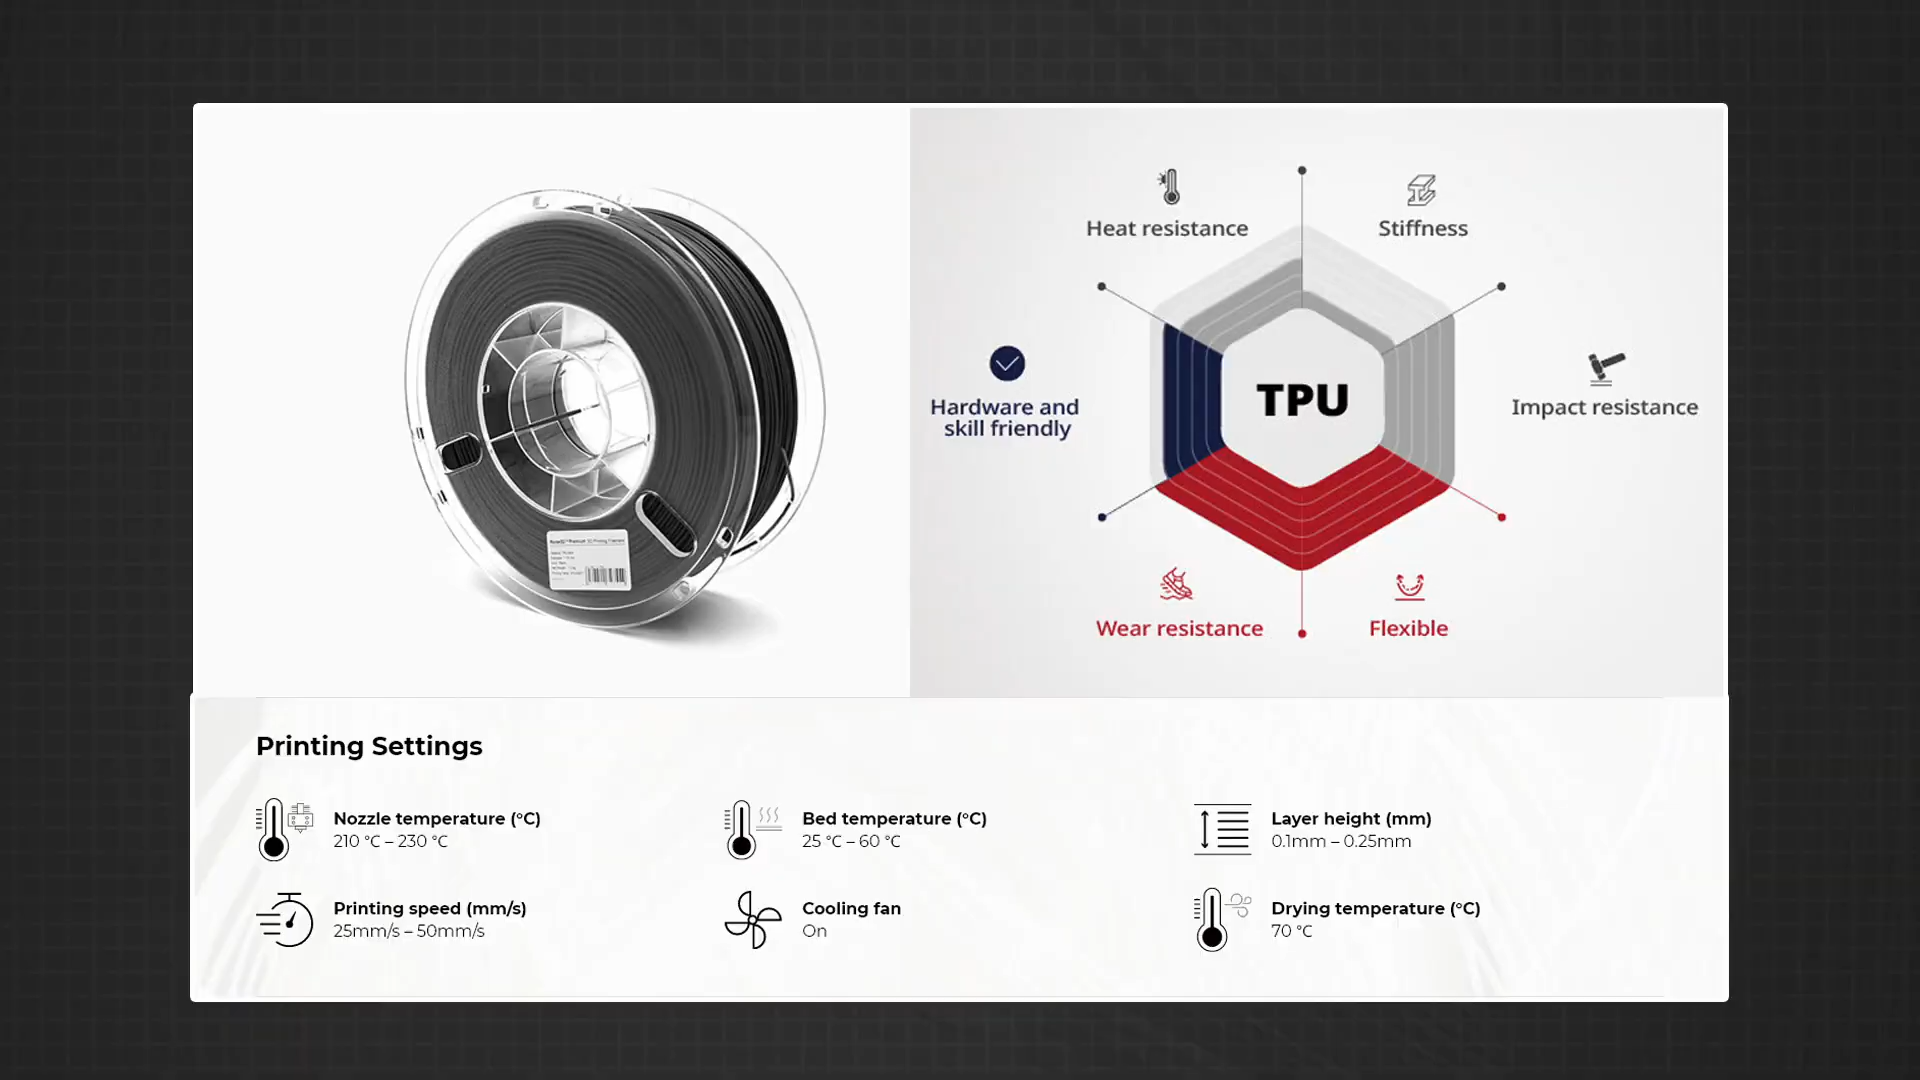 Heat resistance
Stiffness
Hardware and
skill friendly
TPU
Impact resistance
Wear resistance
Flexible
Printing Settings
Nozzle temperature (°C)
210 °C – 230 °C
Bed temperature (°C)
25 °C – 60 °C
Layer height (mm)
0.1mm – 0.25mm
Printing speed (mm/s)
25mm/s – 50mm/s
Cooling fan
On
Drying temperature (°C)
70 °C